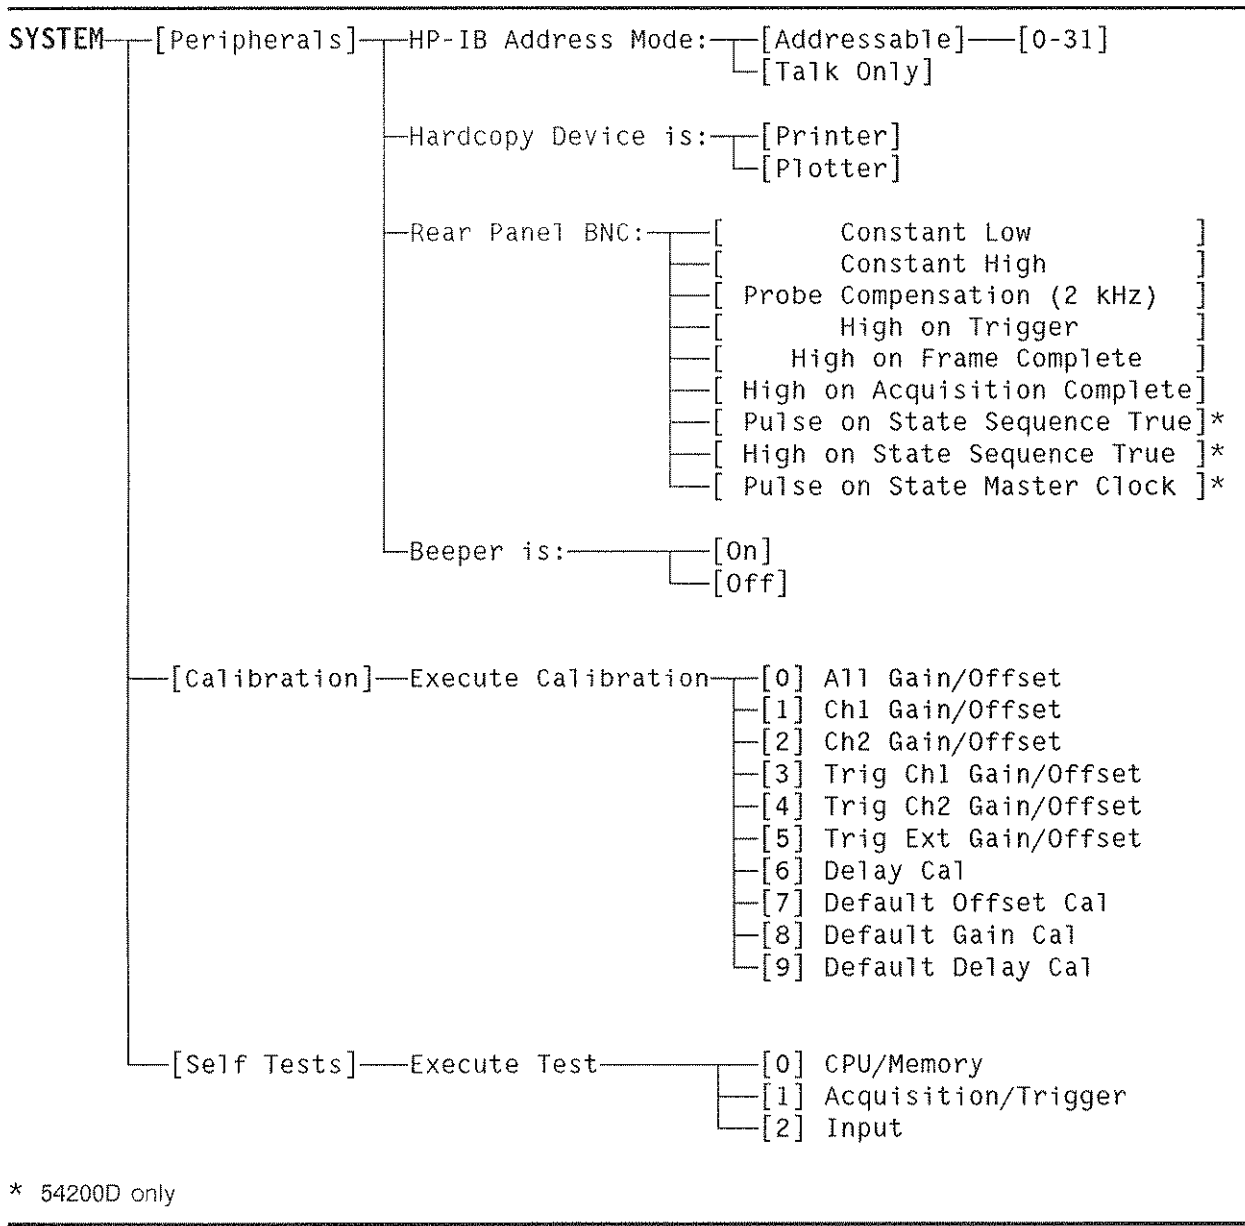 SYSTEM [Peripherals] HP-IB Address Mode: [Addressable] [0-31]
[Talk Only]
Hardcopy Device is: [Printer]
[Plotter]
Rear Panel BNC: [ Constant Low ]
[ Constant High ]
[ Probe Compensation (2 kHz) ]
[ High on Trigger ]
[ High on Frame Complete ]
[ High on Acquisition Complete]
[ Pulse on State Sequence True]*
[ High on State Sequence True ]*
[ Pulse on State Master Clock ]*
Beeper is: [On]
[Off]
[Calibration] Execute Calibration [0] All Gain/Offset
[1] Ch1 Gain/Offset
[2] Ch2 Gain/Offset
[3] Trig Ch1 Gain/Offset
[4] Trig Ch2 Gain/Offset
[5] Trig Ext Gain/Offset
[6] Delay Cal
[7] Default Offset Cal
[8] Default Gain Cal
[9] Default Delay Cal
[Self Tests] Execute Test [0] CPU/Memory
[1] Acquisition/Trigger
[2] Input
* 54200D only